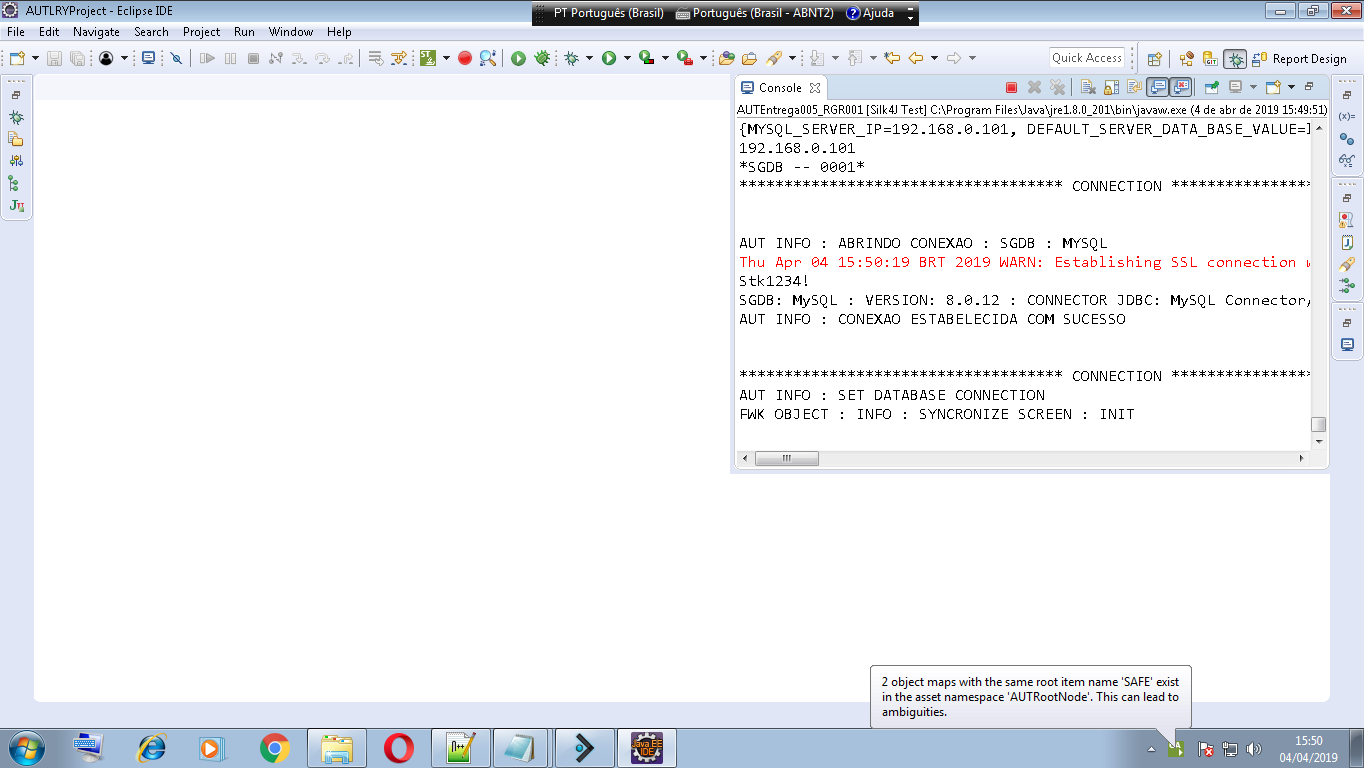 AUTLRYProject - Eclipse IDE
PT Português (Brasil) Português (Brasil - ABNT2) Ajuda
File Edit Navigate Search Project Run Window Help
Quick Access
Report Design
Console
AUTEntrega005_RGR001 [Silk4J Test] C:\Program Files\Java\jre1.8.0_201\bin\javaw.exe (4 de abr de 2019 15:49:51)
{MYSQL_SERVER_IP=192.168.0.101, DEFAULT_SERVER_DATA_BASE_VALUE=
192.168.0.101
*SGDB -- 0001*
************************************ CONNECTION ****************
AUT INFO : ABRINDO CONEXAO : SGDB : MYSQL
Thu Apr 04 15:50:19 BRT 2019 WARN: Establishing SSL connection
Stk1234!
SGDB: MySQL : VERSION: 8.0.12 : CONNECTOR JDBC: MySQL Connector/
AUT INFO : CONEXAO ESTABELECIDA COM SUCESSO
************************************ CONNECTION ****************
AUT INFO : SET DATABASE CONNECTION
FWK OBJECT : INFO : SYNCRONIZE SCREEN : INIT
2 object maps with the same root item name 'SAFE' exist
in the asset namespace 'AUTRootNode'. This can lead to
ambiguities.
Java EE
IDE
15:50
04/04/2019